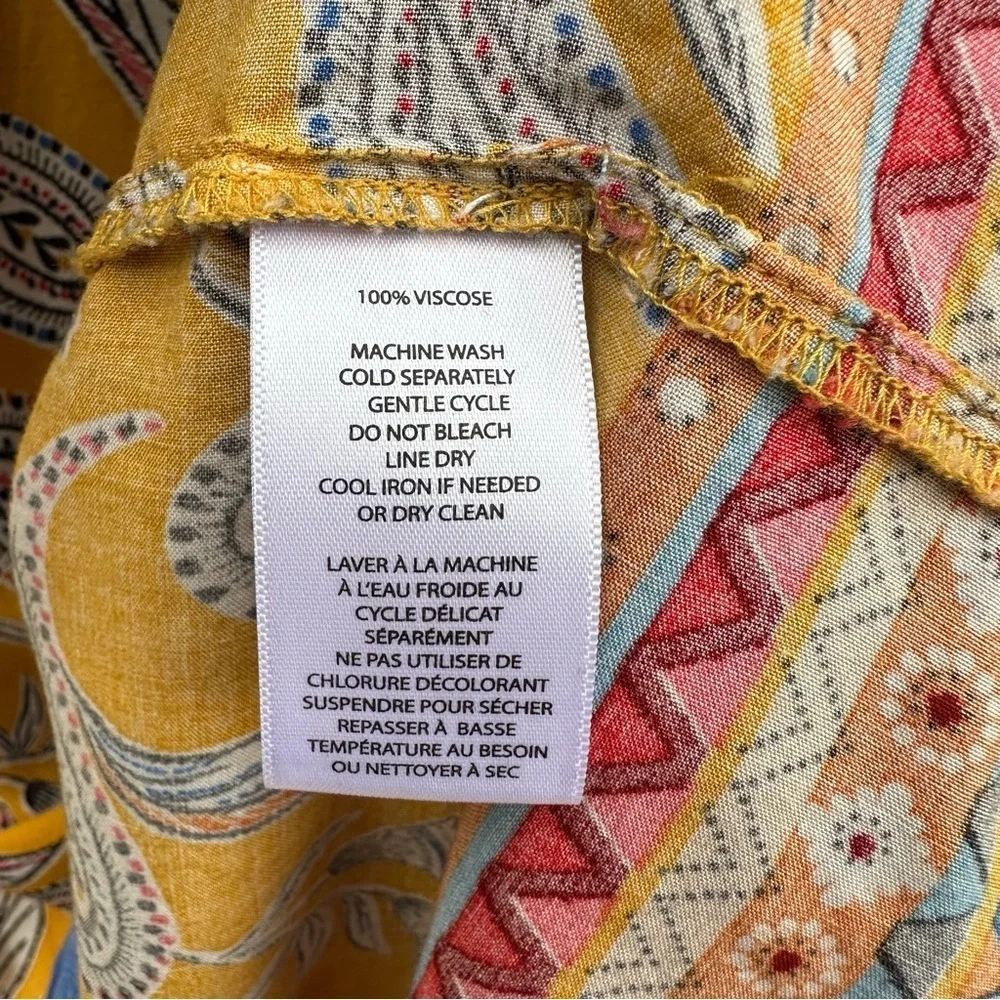 100% VISCOSE
MACHINE WASH
COLD SEPARATELY
GENTLE CYCLE
DO NOT BLEACH
LINE DRY
COOL IRON IF NEEDED
OR DRY CLEAN
LAVER À LA MACHINE
À L'EAU FROIDE AU
CYCLE DÉLICAT
SÉPARÉMENT
NE PAS UTILISER DE
CHLORURE DÉCOLORANT
SUSPENDRE POUR SÉCHER
REPASSER À BASSE
TEMPÉRATURE AU BESOIN
OU NETTOYER À SEC